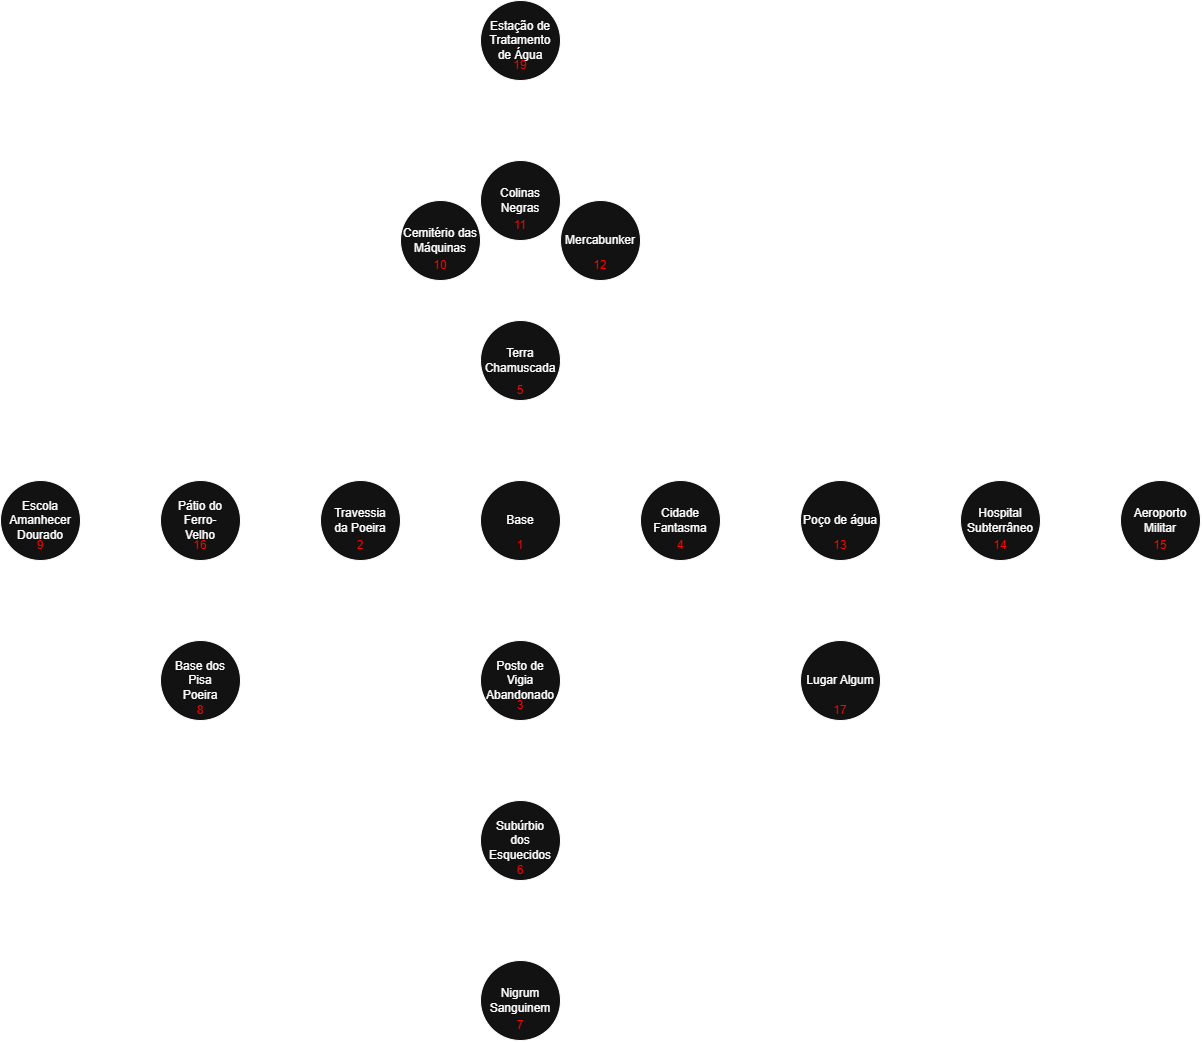 Estação de
Tratamento
de Água
19
Colinas
Negras
11
Cemitério das
Máquinas
10
Mercabunker
12
Terra
Chamuscada
5
Escola
Amanhecer
Dourado
9
Pátio do
Ferro-
Velho
16
Travessia
da Poeira
2
Base
1
Cidade
Fantasma
4
Poço de água
13
Hospital
Subterrâneo
14
Aeroporto
Militar
15
Base dos
Pisa
Poeira
8
Posto de
Vigia
Abandonado
3
Lugar Algum
17
Subúrbio
dos
Esquecidos
6
Nigrum
Sanguinem
7